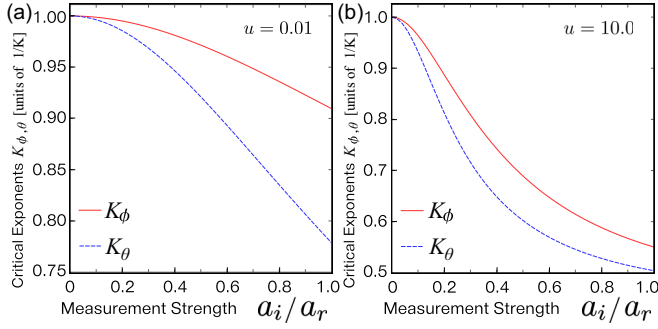 (a)
u = 0.01
Critical Exponents K_{ϕ,θ} [units of 1/K]
1.00
0.95
0.90
0.85
0.80
0.75
K_ϕ
K_θ
0 0.2 0.4 0.6 0.8 1.0
Measurement Strength a_i/a_r
(b)
u = 10.0
Critical Exponents K_{ϕ,θ} [units of 1/K]
1.0
0.9
0.8
0.7
0.6
0.5
K_ϕ
K_θ
0 0.2 0.4 0.6 0.8 1.0
Measurement Strength a_i/a_r